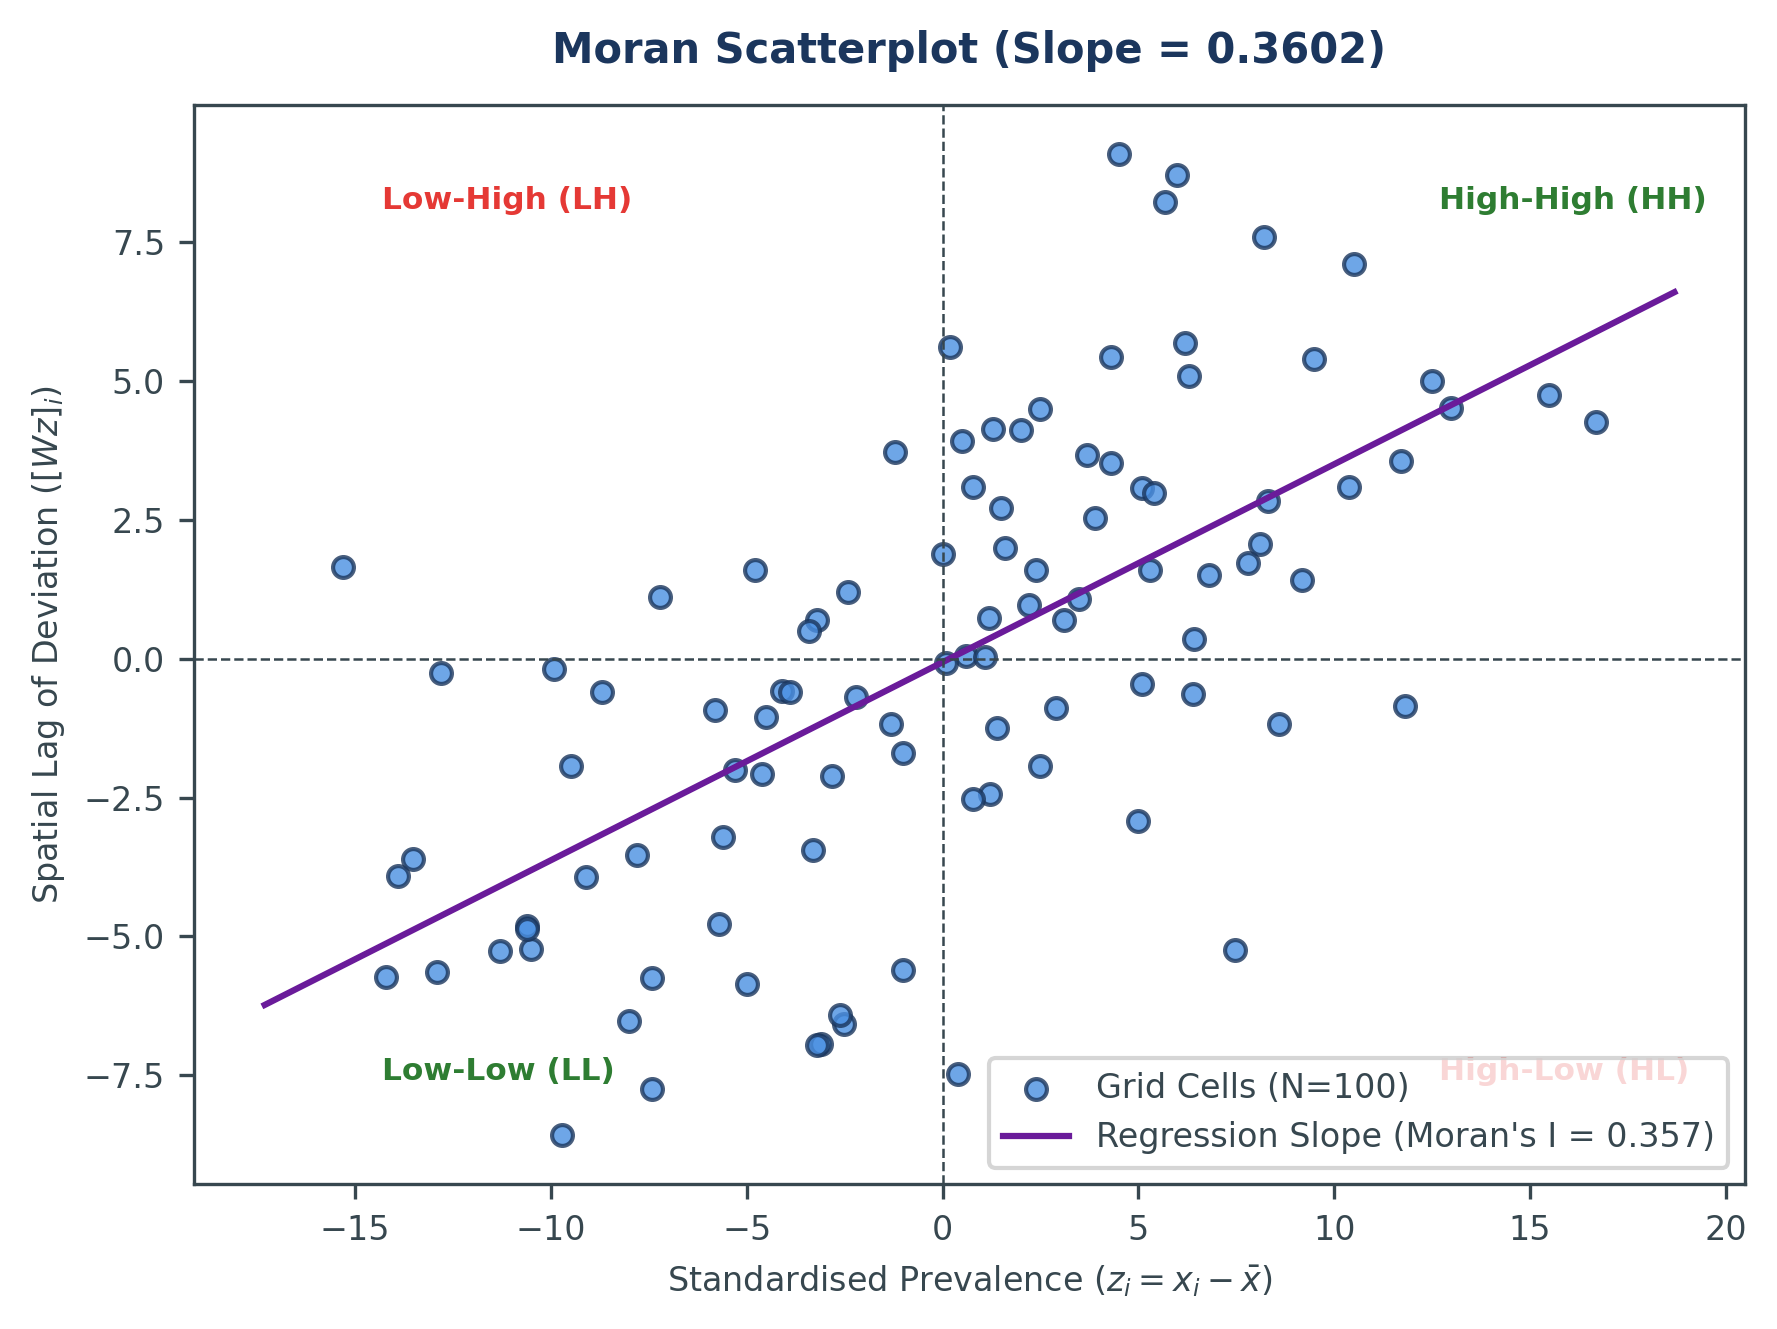 Moran Scatterplot (Slope = 0.3602)
Low-High (LH)
High-High (HH)
7.5
5.0
2.5
0.0
−2.5
−5.0
−7.5
Spatial Lag of Deviation ([Wz]ᵢ)
Low-Low (LL)
High-Low (HL)
Grid Cells (N=100)
Regression Slope (Moran's I = 0.357)
−15 −10 −5 0 5 10 15 20
Standardised Prevalence (zᵢ = xᵢ − x̄)